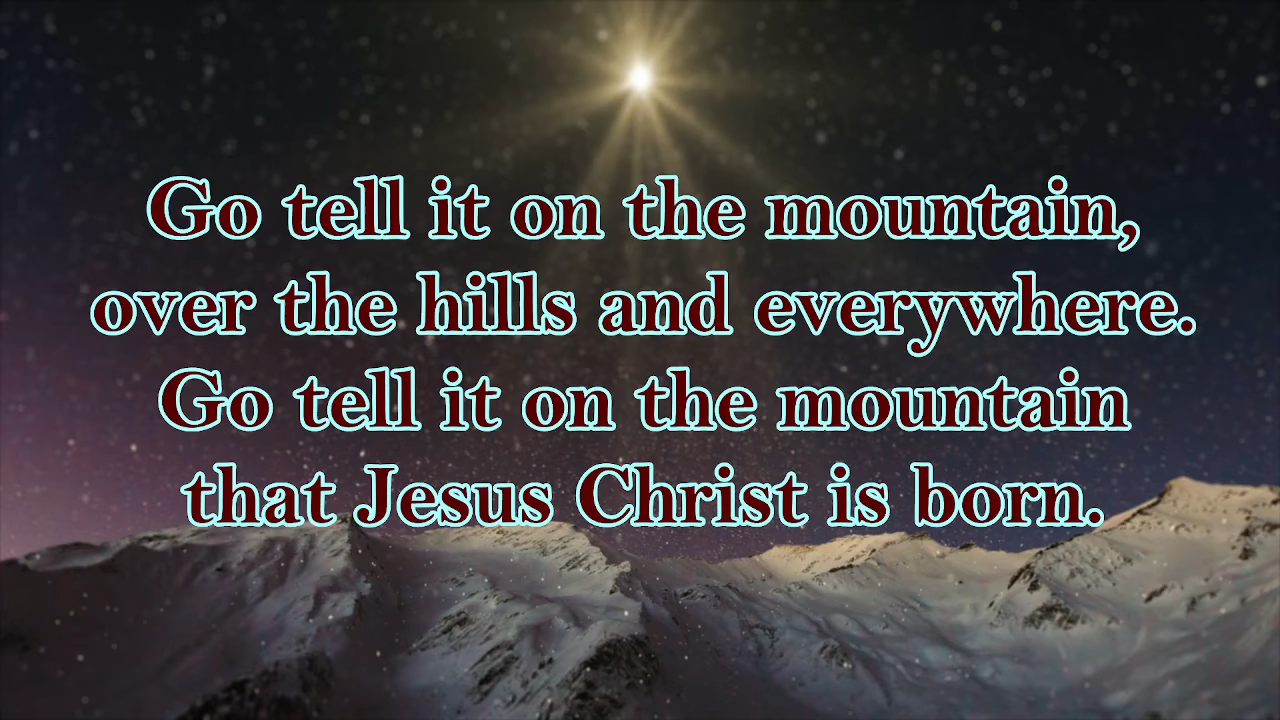 Go tell it on the mountain,
over the hills and everywhere.
Go tell it on the mountain
that Jesus Christ is born.